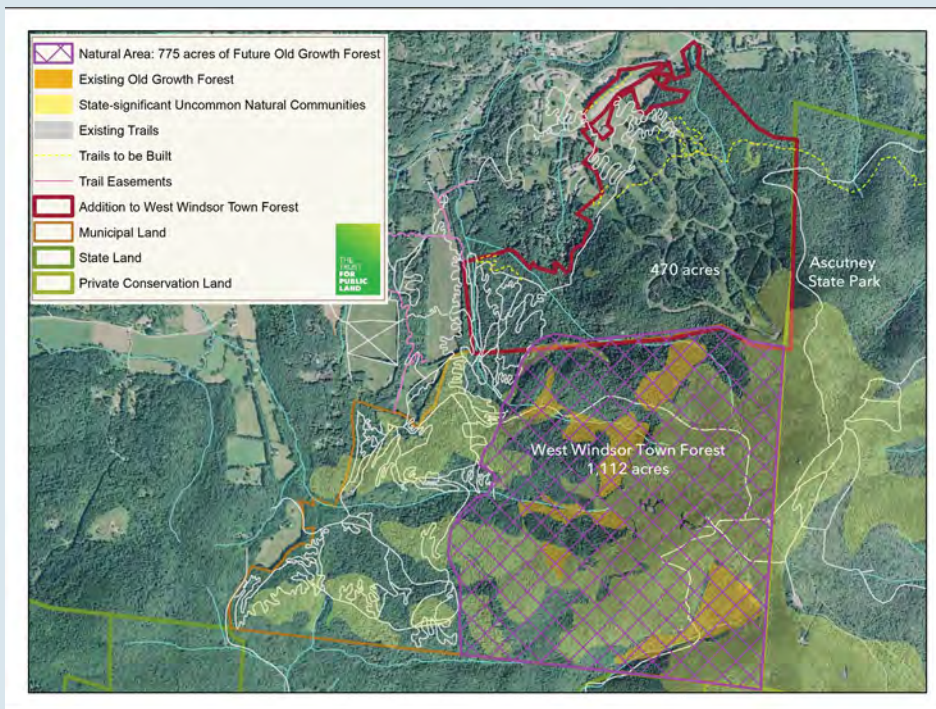 Natural Area: 775 acres of Future Old Growth Forest
Existing Old Growth Forest
State-significant Uncommon Natural Communities
Existing Trails
Trails to be Built
Trail Easements
Addition to West Windsor Town Forest
Municipal Land
State Land
Private Conservation Land
THE
TRUST
FOR
PUBLIC
LAND
470 acres
Ascutney
State Park
West Windsor Town Forest
1,112 acres